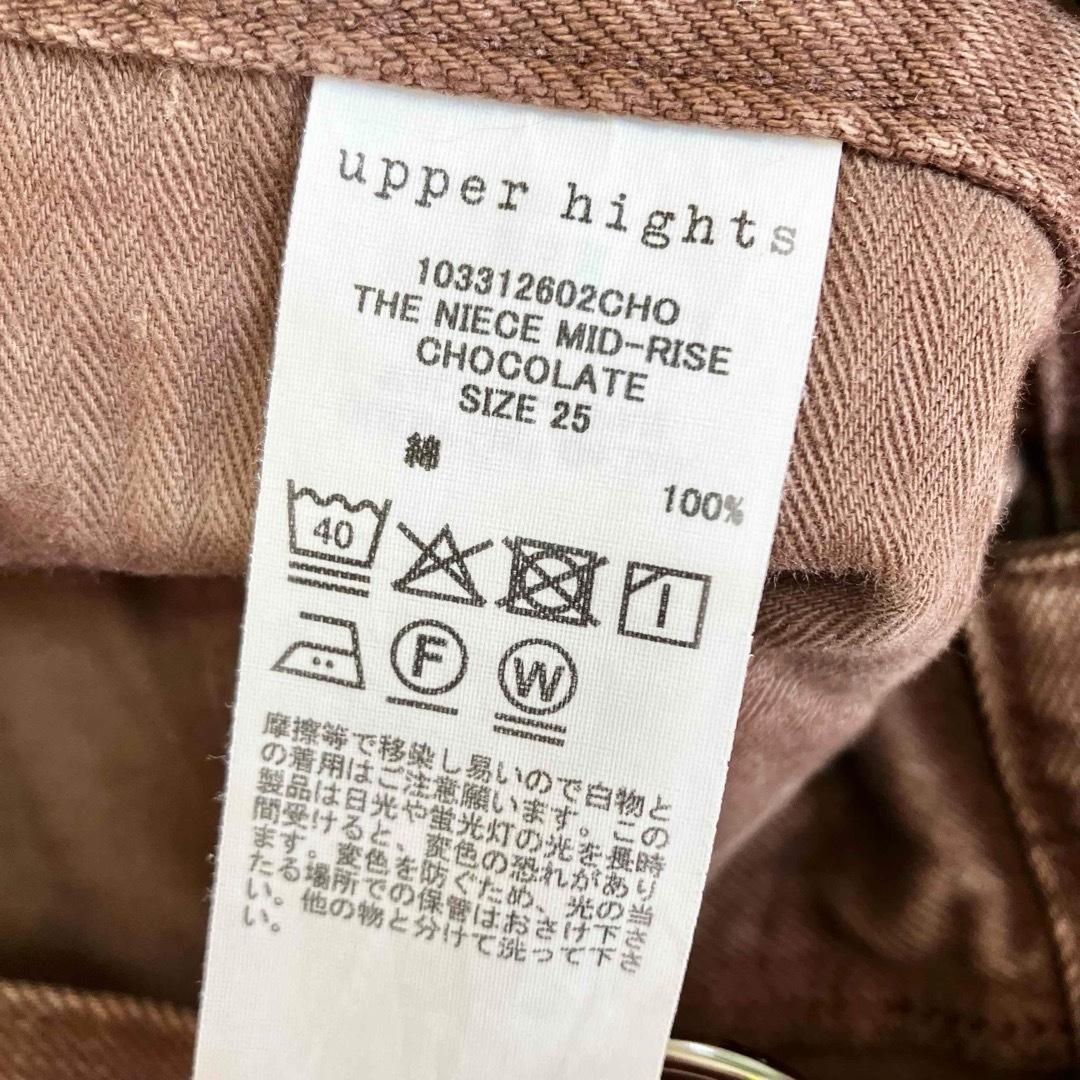 upper hights
103312602CHO
THE NIECE MID-RISE
CHOCOLATE
SIZE 25
綿
100%
40
F
W
摩擦等で移染し易いので白物と
の着用はご注意願います。この
製品は日光や蛍光灯の光を長時
間受けると、変色の恐れがあり
ます。変色を防ぐため、光の当
たる場所での保管はおさけ下さ
い。他の物と分けて洗って下さ
い。